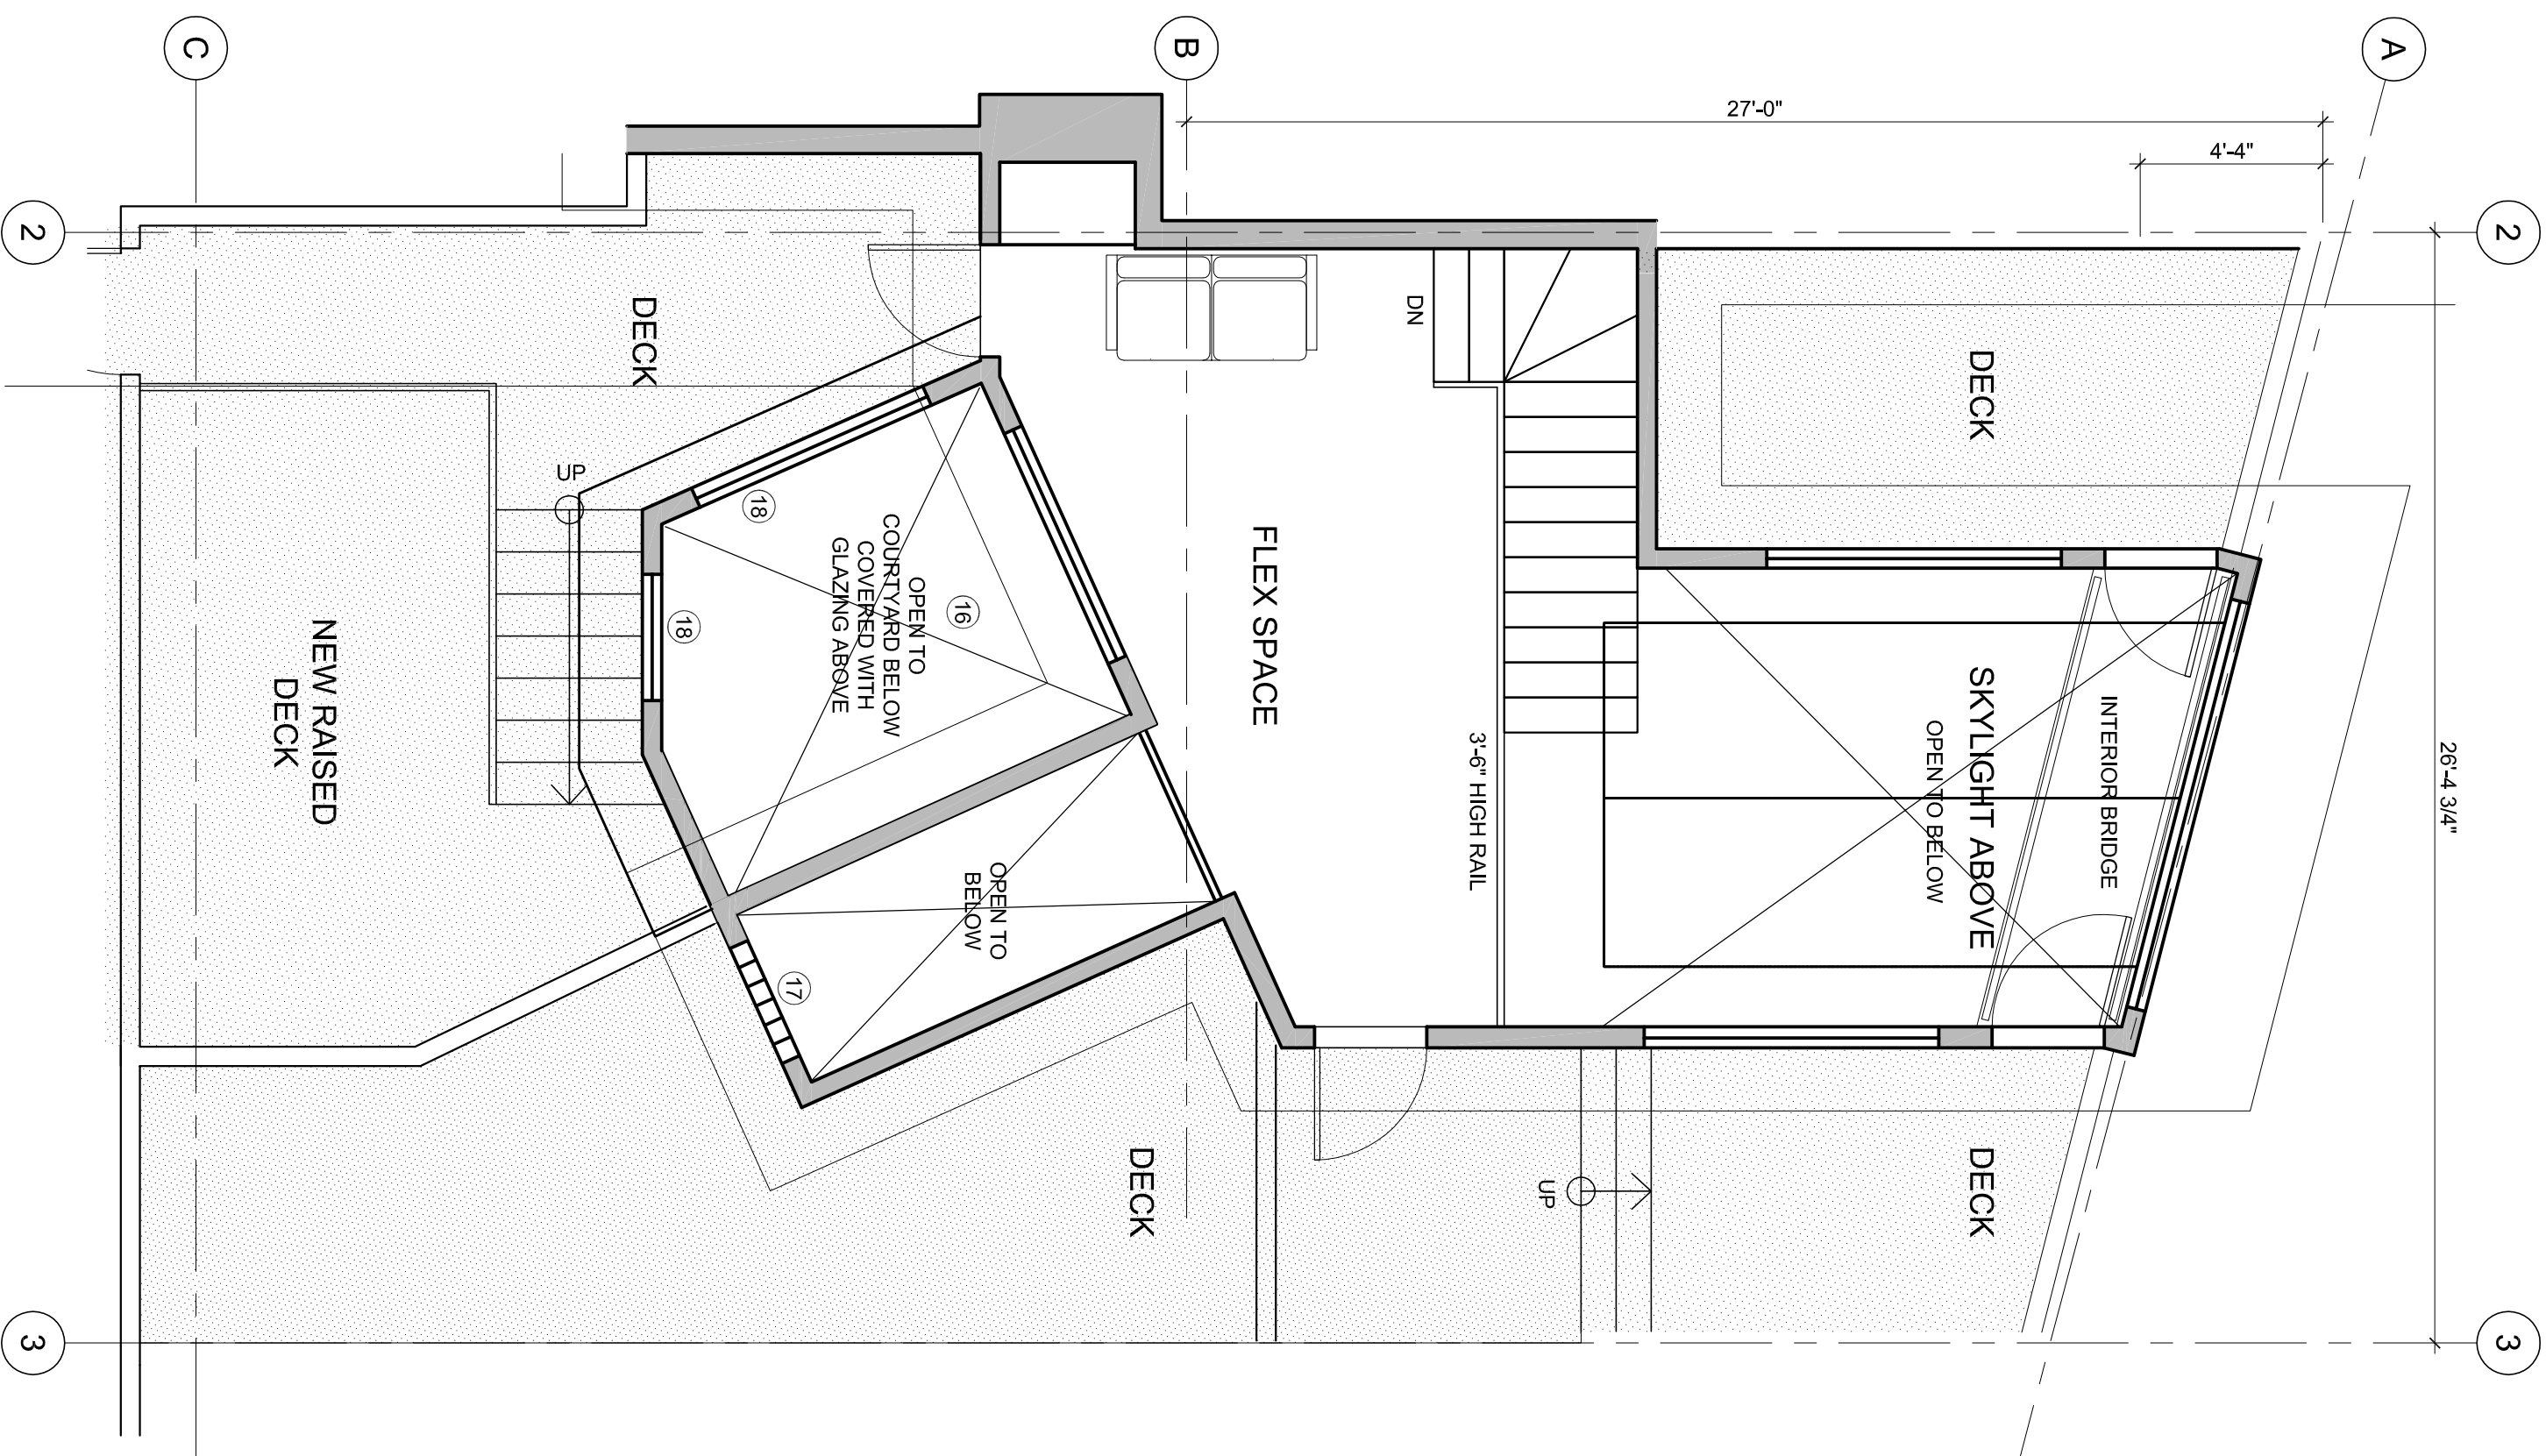 C
B
A
27'-0"
4'-4"
2
2
DECK
DN
DECK
UP
18
OPEN TO
COURTYARD BELOW
COVERED WITH
GLAZING ABOVE
16
18
FLEX SPACE
NEW RAISED
DECK
3'-6" HIGH RAIL
SKYLIGHT ABOVE
OPEN TO BELOW
INTERIOR BRIDGE
26'-4 3/4"
OPEN TO
BELOW
17
DECK
UP
DECK
3
3